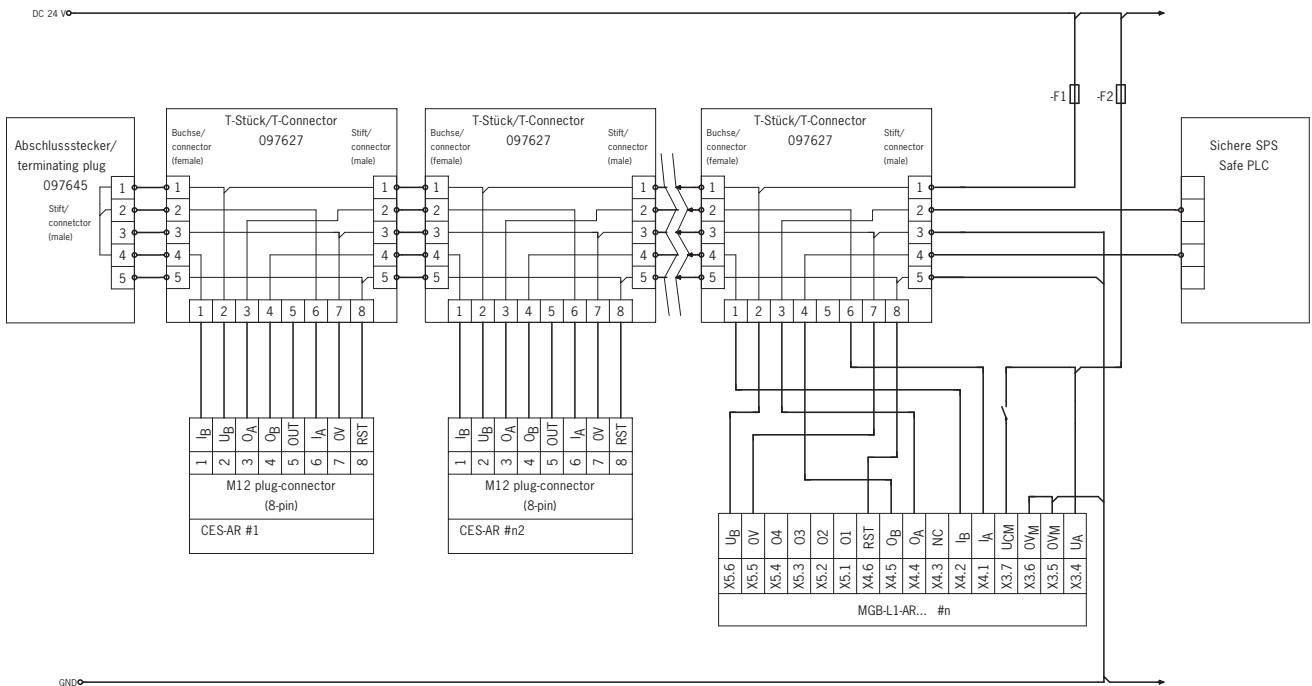 DC 24 V
-F1
-F2
Abschlussstecker/
terminating plug
097645
Stift/
connetctor
(male)
1
2
3
4
5
T-Stück/T-Connector
097627
Buchse/
connector
(female)
Stift/
connector
(male)
1
2
3
4
5
1
2
3
4
5
1 2 3 4 5 6 7 8
T-Stück/T-Connector
097627
Buchse/
connector
(female)
Stift/
connector
(male)
1
2
3
4
5
1
2
3
4
5
1 2 3 4 5 6 7 8
T-Stück/T-Connector
097627
Buchse/
connector
(female)
Stift/
connector
(male)
1
2
3
4
5
1
2
3
4
5
1 2 3 4 5 6 7 8
Sichere SPS
Safe PLC
IB UB OA OB OUT IA 0V RST
1 2 3 4 5 6 7 8
M12 plug-connector
(8-pin)
CES-AR #1
IB UB OA OB OUT IA 0V RST
1 2 3 4 5 6 7 8
M12 plug-connector
(8-pin)
CES-AR #n2
UB 0V O4 O3 O2 O1 RST OB OA NC IB IA UCM 0VM 0VM UA
X5.6 X5.5 X5.4 X5.3 X5.2 X5.1 X4.6 X4.5 X4.4 X4.3 X4.2 X4.1 X3.7 X3.6 X3.5 X3.4
MGB-L1-AR... #n
GND